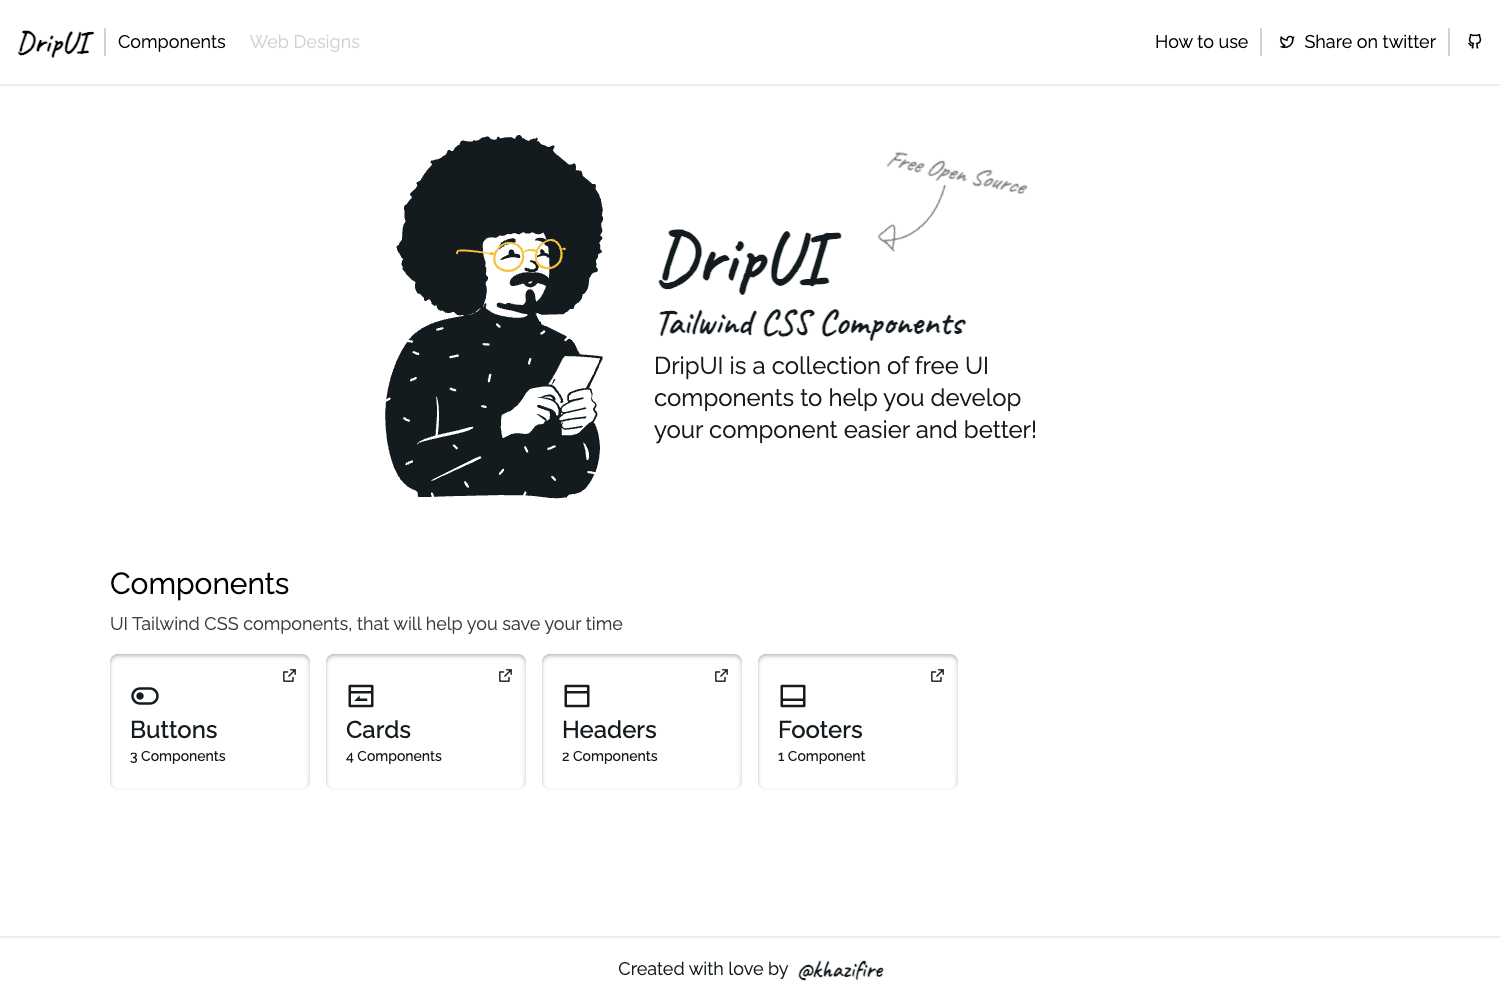 DripUI
Components
Web Designs
How to use
Share on twitter
Free Open Source
DripUI
Tailwind CSS Components
DripUI is a collection of free UI
components to help you develop
your component easier and better!
Components
UI Tailwind CSS components, that will help you save your time
Buttons
3 Components
Cards
4 Components
Headers
2 Components
Footers
1 Component
Created with love by @khazifire